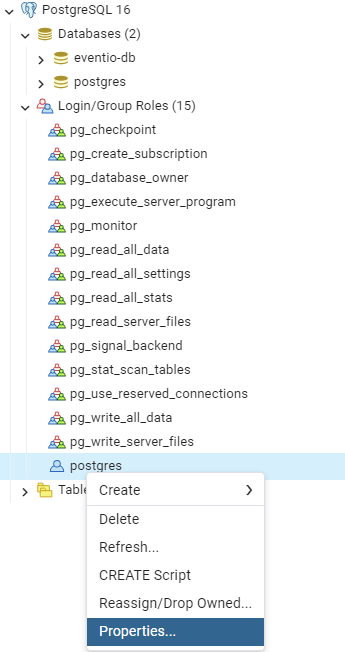 PostgreSQL 16
Databases (2)
eventio-db
postgres
Login/Group Roles (15)
pg_checkpoint
pg_create_subscription
pg_database_owner
pg_execute_server_program
pg_monitor
pg_read_all_data
pg_read_all_settings
pg_read_all_stats
pg_read_server_files
pg_signal_backend
pg_stat_scan_tables
pg_use_reserved_connections
pg_write_all_data
pg_write_server_files
postgres
Table
Create
Delete
Refresh...
CREATE Script
Reassign/Drop Owned...
Properties...